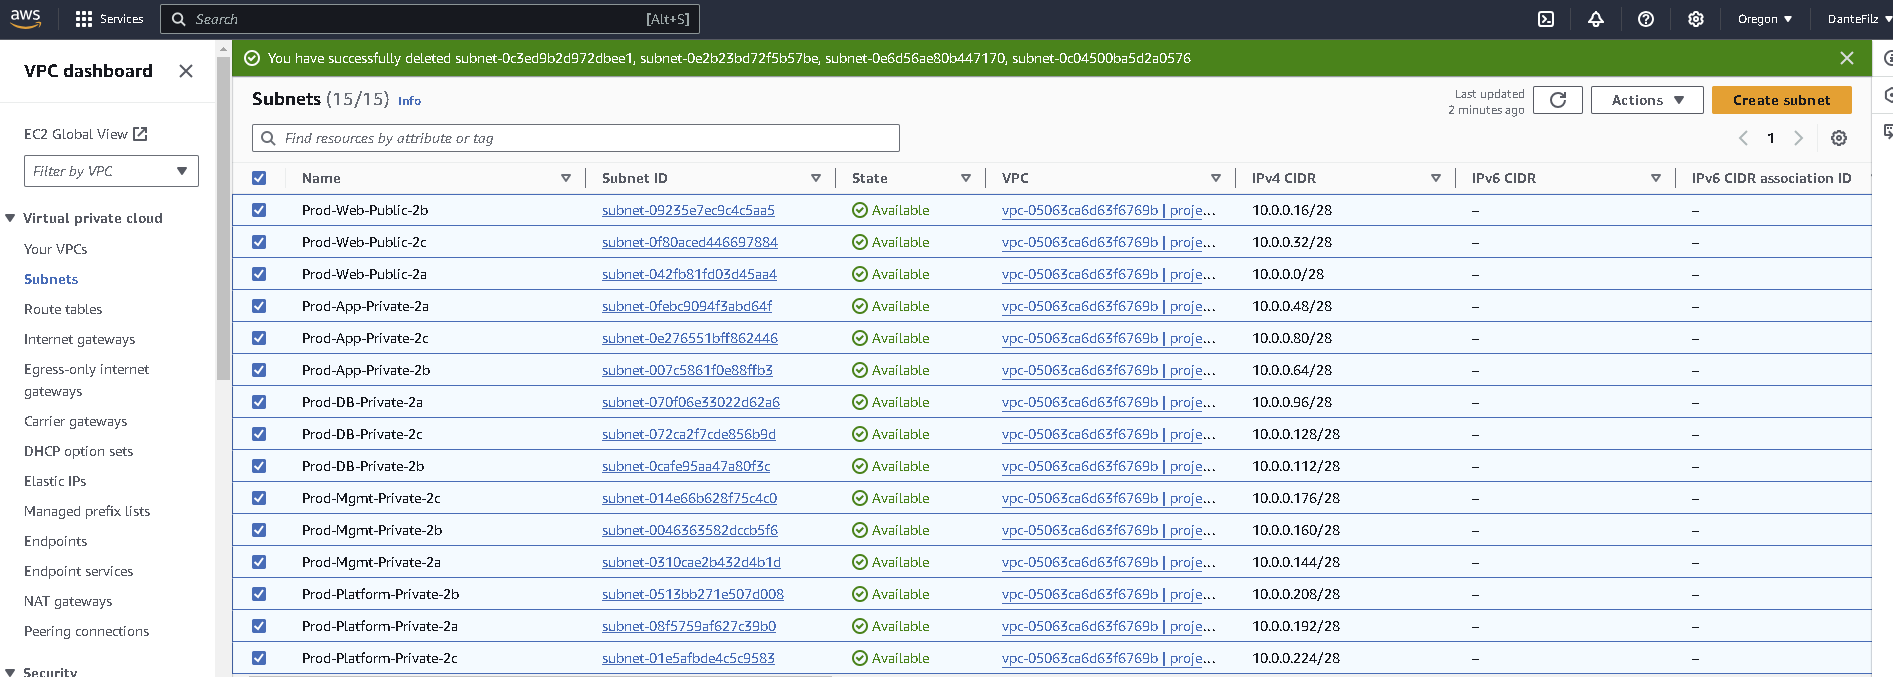 aws Services Search [Alt+S] Oregon DanteFilz
VPC dashboard
You have successfully deleted subnet-0c3ed9b2d972dbee1, subnet-0e2b23bd72f5b57be, subnet-0e6d56ae80b447170, subnet-0c04500ba5d2a0576
Subnets (15/15) Info
Last updated
2 minutes ago
Actions
Create subnet
EC2 Global View
Find resources by attribute or tag
1
Filter by VPC
Name Subnet ID State VPC IPv4 CIDR IPv6 CIDR IPv6 CIDR association ID
Prod-Web-Public-2b subnet-09235e7ec9c4c5aa5 Available vpc-05063ca6d63f6769b | proje... 10.0.0.16/28 – –
Prod-Web-Public-2c subnet-0f80aced446697884 Available vpc-05063ca6d63f6769b | proje... 10.0.0.32/28 – –
Prod-Web-Public-2a subnet-042fb81fd03d45aa4 Available vpc-05063ca6d63f6769b | proje... 10.0.0.0/28 – –
Prod-App-Private-2a subnet-0febc9094f3abd64f Available vpc-05063ca6d63f6769b | proje... 10.0.0.48/28 – –
Prod-App-Private-2c subnet-0e276551bff862446 Available vpc-05063ca6d63f6769b | proje... 10.0.0.80/28 – –
Prod-App-Private-2b subnet-007c5861f0e88ffb3 Available vpc-05063ca6d63f6769b | proje... 10.0.0.64/28 – –
Prod-DB-Private-2a subnet-070f06e33022d62a6 Available vpc-05063ca6d63f6769b | proje... 10.0.0.96/28 – –
Prod-DB-Private-2c subnet-072ca2f7cde856b9d Available vpc-05063ca6d63f6769b | proje... 10.0.0.128/28 – –
Prod-DB-Private-2b subnet-0cafe95aa47a80f3c Available vpc-05063ca6d63f6769b | proje... 10.0.0.112/28 – –
Prod-Mgmt-Private-2c subnet-014e66b628f75c4c0 Available vpc-05063ca6d63f6769b | proje... 10.0.0.176/28 – –
Prod-Mgmt-Private-2b subnet-0046363582dccb5f6 Available vpc-05063ca6d63f6769b | proje... 10.0.0.160/28 – –
Prod-Mgmt-Private-2a subnet-0310cae2b432d4b1d Available vpc-05063ca6d63f6769b | proje... 10.0.0.144/28 – –
Prod-Platform-Private-2b subnet-0513bb271e507d008 Available vpc-05063ca6d63f6769b | proje... 10.0.0.208/28 – –
Prod-Platform-Private-2a subnet-08f5759af627c39b0 Available vpc-05063ca6d63f6769b | proje... 10.0.0.192/28 – –
Prod-Platform-Private-2c subnet-01e5afbde4c5c9583 Available vpc-05063ca6d63f6769b | proje... 10.0.0.224/28 – –
Virtual private cloud
Your VPCs
Subnets
Route tables
Internet gateways
Egress-only internet
gateways
Carrier gateways
DHCP option sets
Elastic IPs
Managed prefix lists
Endpoints
Endpoint services
NAT gateways
Peering connections
Security